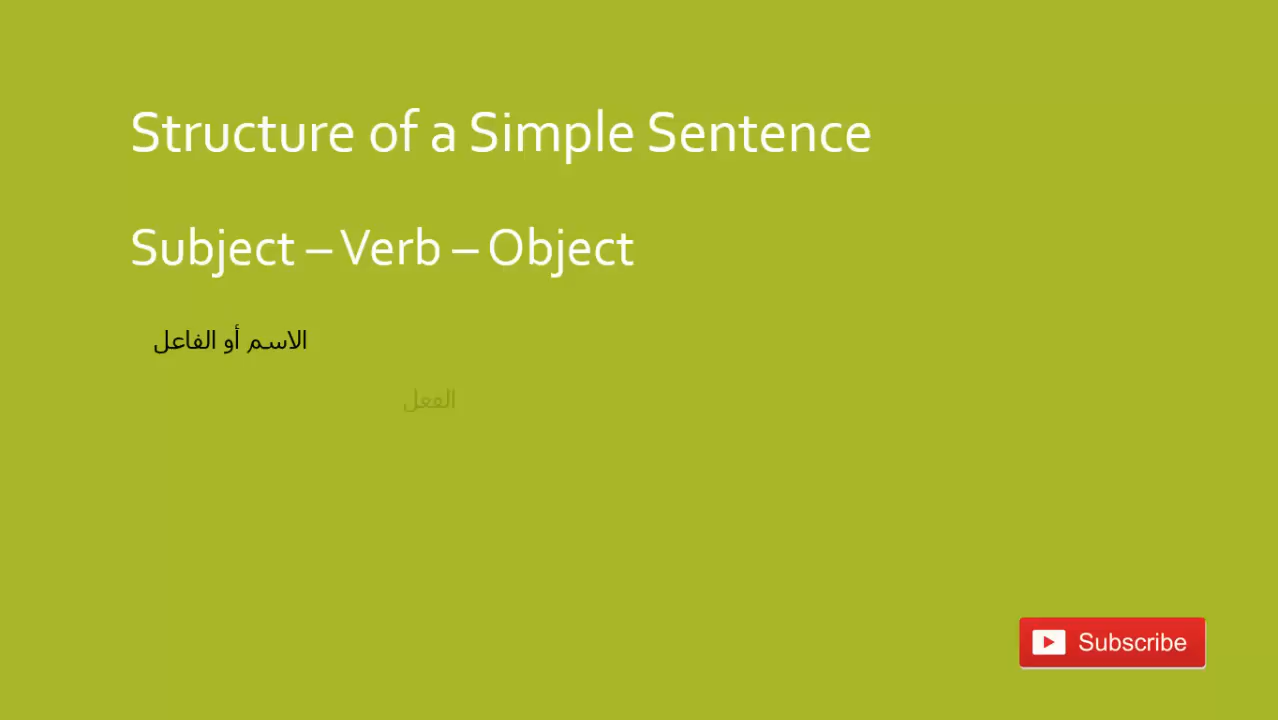 Structure of a Simple Sentence
Subject – Verb – Object
الاسم أو الفاعل
الفعل
Subscribe